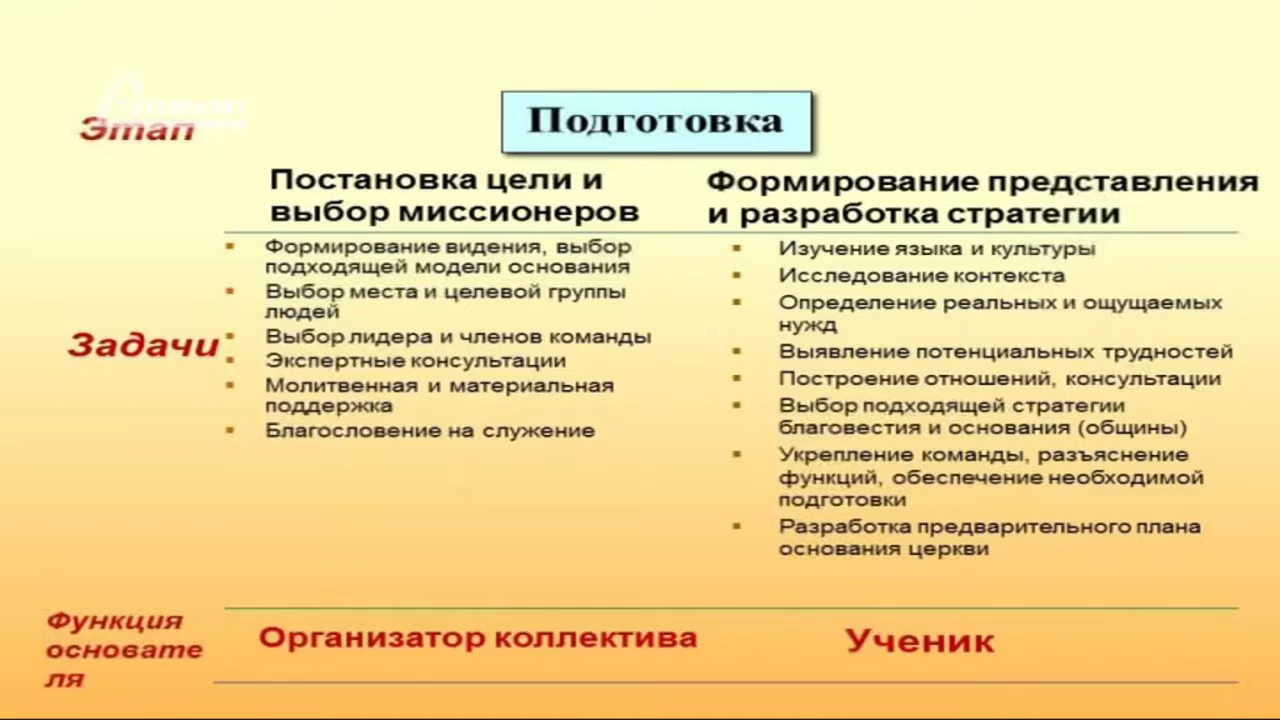 Подготовка
Этап
Постановка цели и
выбор миссионеров
Формирование представления
и разработка стратегии
Задачи
Формирование видения, выбор
подходящей модели основания
Выбор места и целевой группы
людей
Выбор лидера и членов команды
Экспертные консультации
Молитвенная и материальная
поддержка
Благословение на служение
Изучение языка и культуры
Исследование контекста
Определение реальных и ощущаемых
нужд
Выявление потенциальных трудностей
Построение отношений, консультации
Выбор подходящей стратегии
благовестия и основания (общины)
Укрепление команды, разъяснение
функций, обеспечение необходимой
подготовки
Разработка предварительного плана
основания церкви
Функция
основате
ля
Организатор коллектива
Ученик